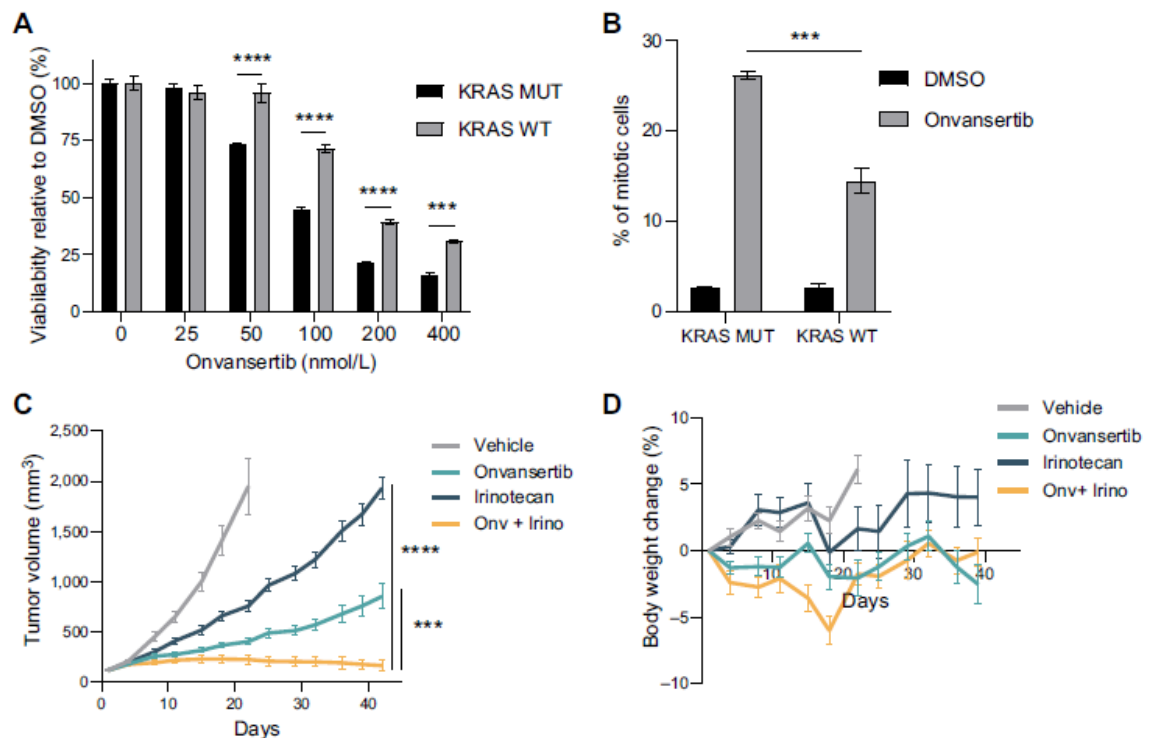 A
Viabilabitly relative to DMSO (%)
100
75
50
25
0
****
****
****
***
KRAS MUT
KRAS WT
0 25 50 100 200 400
Onvansertib (nmol/L)
B
% of mitotic cells
30
20
10
0
***
DMSO
Onvansertib
KRAS MUT KRAS WT
C
Tumor volume (mm³)
2,500
2,000
1,500
1,000
500
0
Vehicle
Onvansertib
Irinotecan
Onv + Irino
****
***
0 10 20 30 40
Days
D
Body weight change (%)
10
5
0
−5
−10
Vehicle
Onvansertib
Irinotecan
Onv+ Irino
10 20 30 40
Days